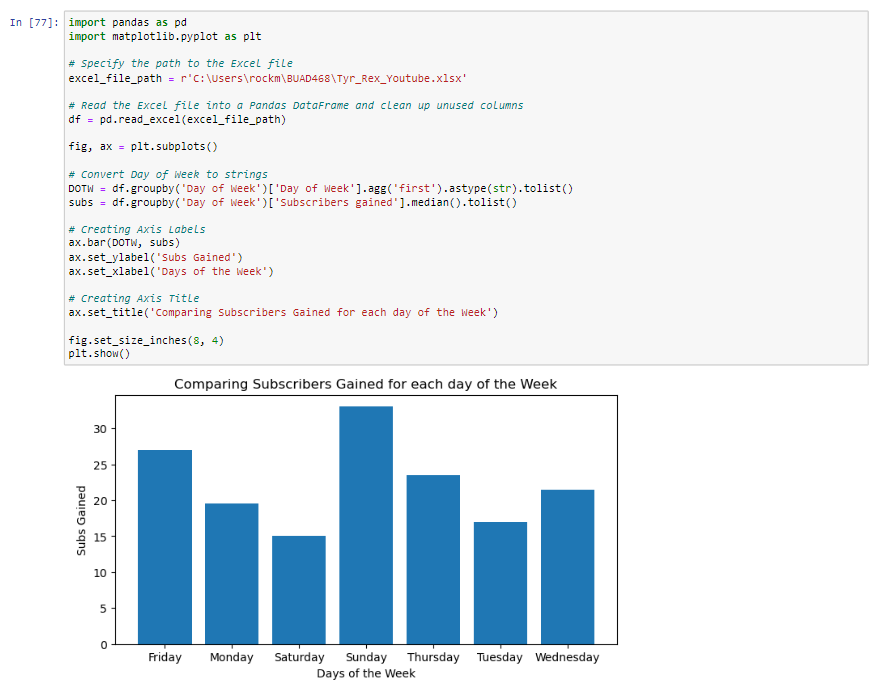 In [77]: import pandas as pd
import matplotlib.pyplot as plt
# Specify the path to the Excel file
excel_file_path = r'C:\Users\rockm\BUAD468\Tyr_Rex_Youtube.xlsx'
# Read the Excel file into a Pandas DataFrame and clean up unused columns
df = pd.read_excel(excel_file_path)
fig, ax = plt.subplots()
# Convert Day of Week to strings
DOTW = df.groupby('Day of Week')['Day of Week'].agg('first').astype(str).tolist()
subs = df.groupby('Day of Week')['Subscribers gained'].median().tolist()
# Creating Axis Labels
ax.bar(DOTW, subs)
ax.set_ylabel('Subs Gained')
ax.set_xlabel('Days of the Week')
# Creating Axis Title
ax.set_title('Comparing Subscribers Gained for each day of the Week')
fig.set_size_inches(8, 4)
plt.show()
Comparing Subscribers Gained for each day of the Week
30
25
20
15
10
5
0
Subs Gained
Friday Monday Saturday Sunday Thursday Tuesday Wednesday
Days of the Week